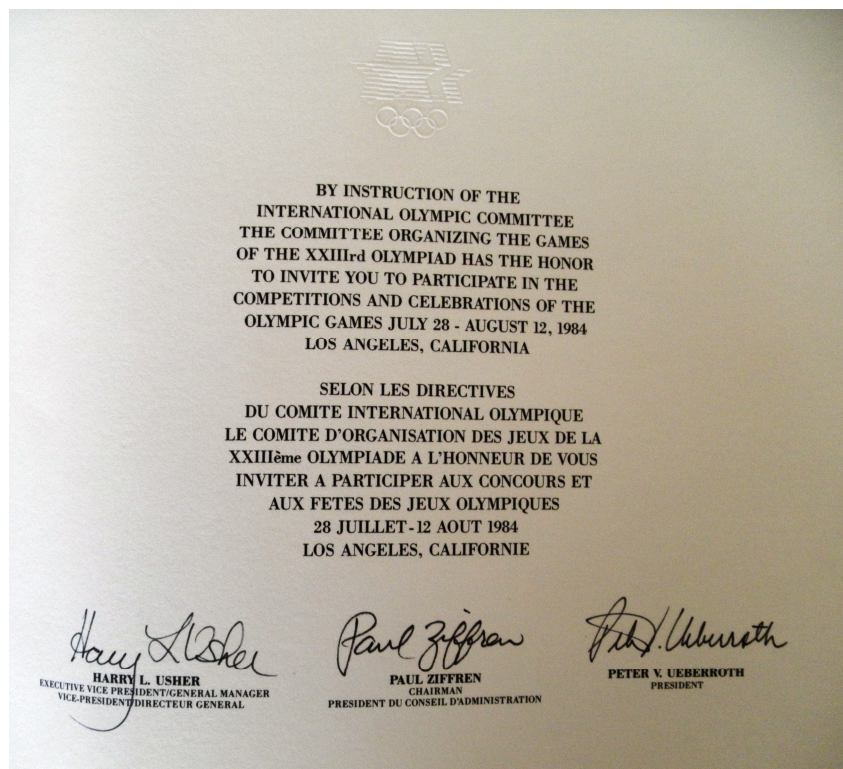 BY INSTRUCTION OF THE
INTERNATIONAL OLYMPIC COMMITTEE
THE COMMITTEE ORGANIZING THE GAMES
OF THE XXIIIrd OLYMPIAD HAS THE HONOR
TO INVITE YOU TO PARTICIPATE IN THE
COMPETITIONS AND CELEBRATIONS OF THE
OLYMPIC GAMES JULY 28 - AUGUST 12, 1984
LOS ANGELES, CALIFORNIA
SELON LES DIRECTIVES
DU COMITE INTERNATIONAL OLYMPIQUE
LE COMITE D'ORGANISATION DES JEUX DE LA
XXIIIème OLYMPIADE A L'HONNEUR DE VOUS
INVITER A PARTICIPER AUX CONCOURS ET
AUX FETES DES JEUX OLYMPIQUES
28 JUILLET - 12 AOUT 1984
LOS ANGELES, CALIFORNIE
Harry L Usher
HARRY L. USHER
EXECUTIVE VICE PRESIDENT/GENERAL MANAGER
VICE-PRESIDENT/DIRECTEUR GENERAL
Paul Ziffren
PAUL ZIFFREN
CHAIRMAN
PRESIDENT DU CONSEIL D'ADMINISTRATION
Peter V. Ueberroth
PETER V. UEBERROTH
PRESIDENT